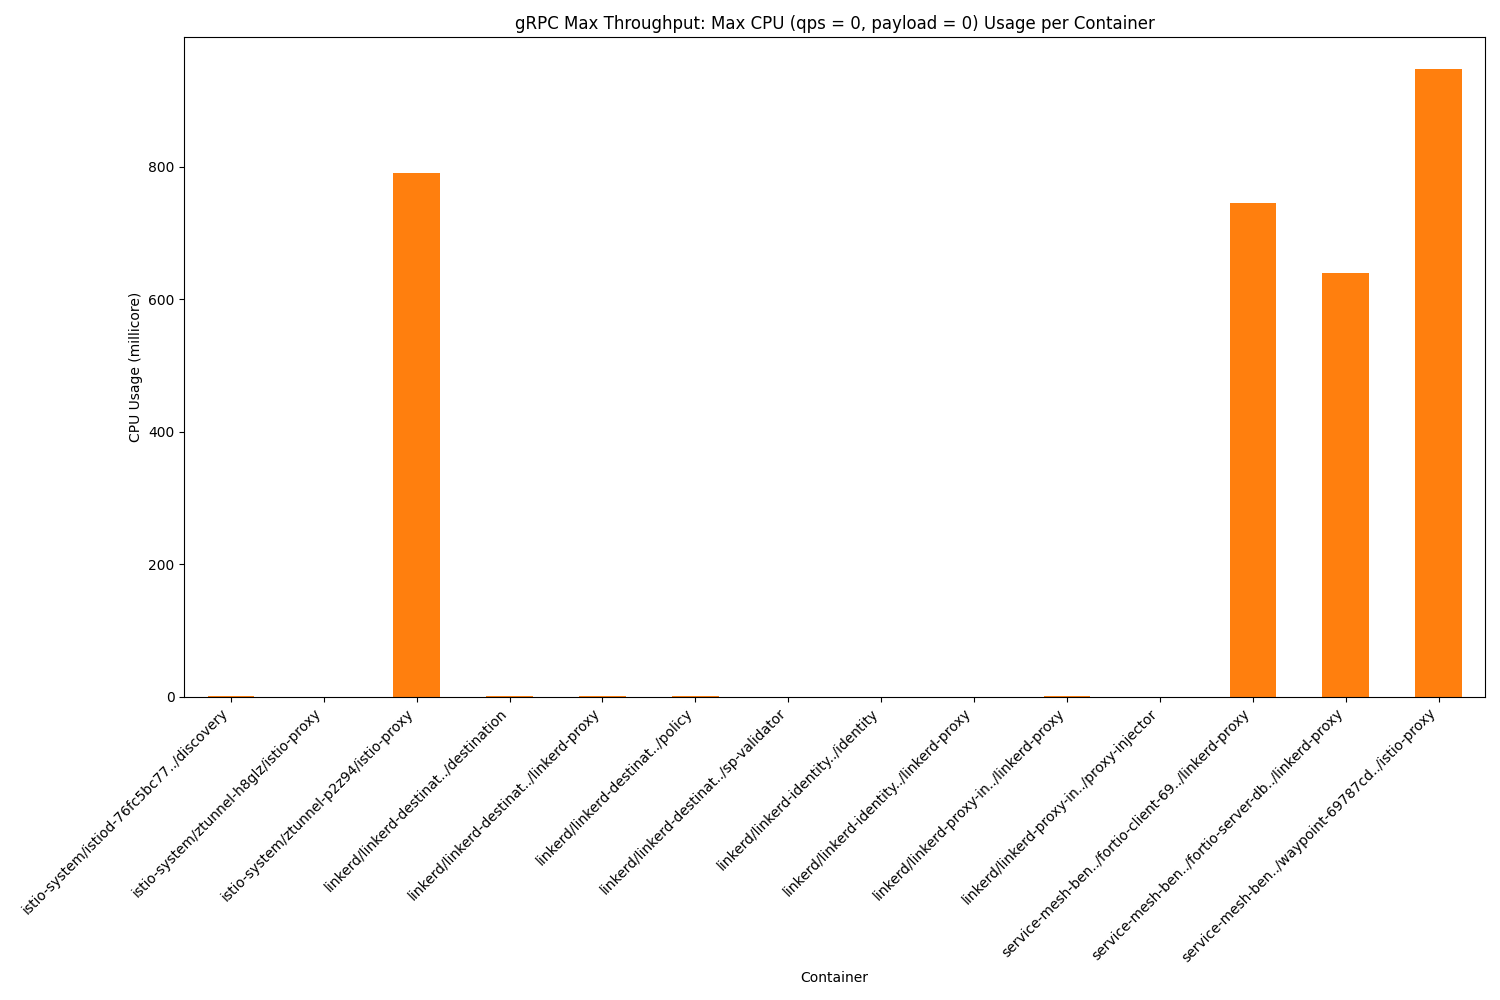 gRPC Max Throughput: Max CPU (qps = 0, payload = 0) Usage per Container
CPU Usage (millicore)
800
600
400
200
0
istio-system/istiod-76fc5bc77../discovery
istio-system/ztunnel-h8glz/istio-proxy
istio-system/ztunnel-p2z94/istio-proxy
linkerd/linkerd-destinat../destination
linkerd/linkerd-destinat../linkerd-proxy
linkerd/linkerd-destinat../policy
linkerd/linkerd-destinat../sp-validator
linkerd/linkerd-identity../identity
linkerd/linkerd-identity../linkerd-proxy
linkerd/linkerd-proxy-in../linkerd-proxy
linkerd/linkerd-proxy-in../proxy-injector
service-mesh-ben../fortio-client-69../linkerd-proxy
service-mesh-ben../fortio-server-db../linkerd-proxy
service-mesh-ben../waypoint-69787cd../istio-proxy
Container